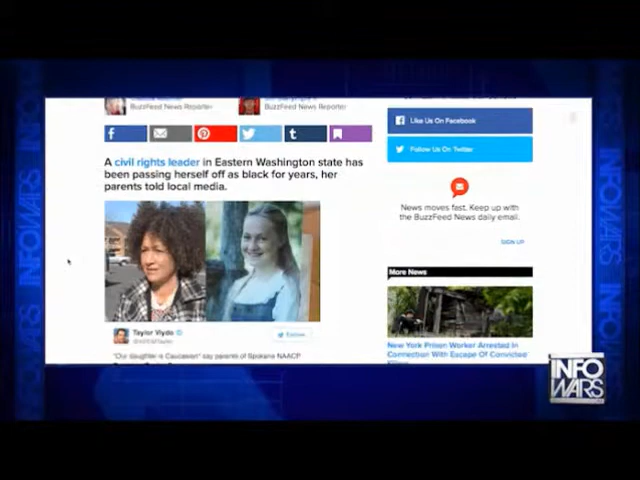 BuzzFeed News Reporter
BuzzFeed News Reporter
A civil rights leader in Eastern Washington state has
been passing herself off as black for years, her
parents told local media.
Taylor Viydo
Follow
"Our daughter is Caucasian" say parents of Spokane NAACP
Like Us On Facebook
Follow Us On Twitter
News moves fast. Keep up with
the BuzzFeed News daily email.
SIGN UP
More News
New York Prison Worker Arrested In
Connection With Escape Of Convicted
INFO
WARS
INFOWARS
INFOWARS